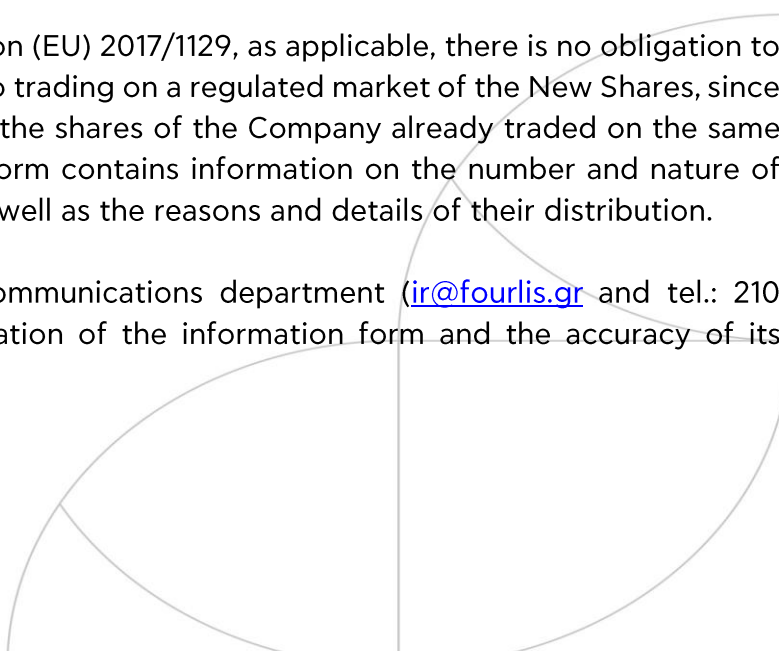 on (EU) 2017/1129, as applicable, there is no obligation to
trading on a regulated market of the New Shares, since
the shares of the Company already traded on the same
orm contains information on the number and nature of
well as the reasons and details of their distribution.
ommunications department (ir@fourlis.gr and tel.: 210
ation of the information form and the accuracy of its